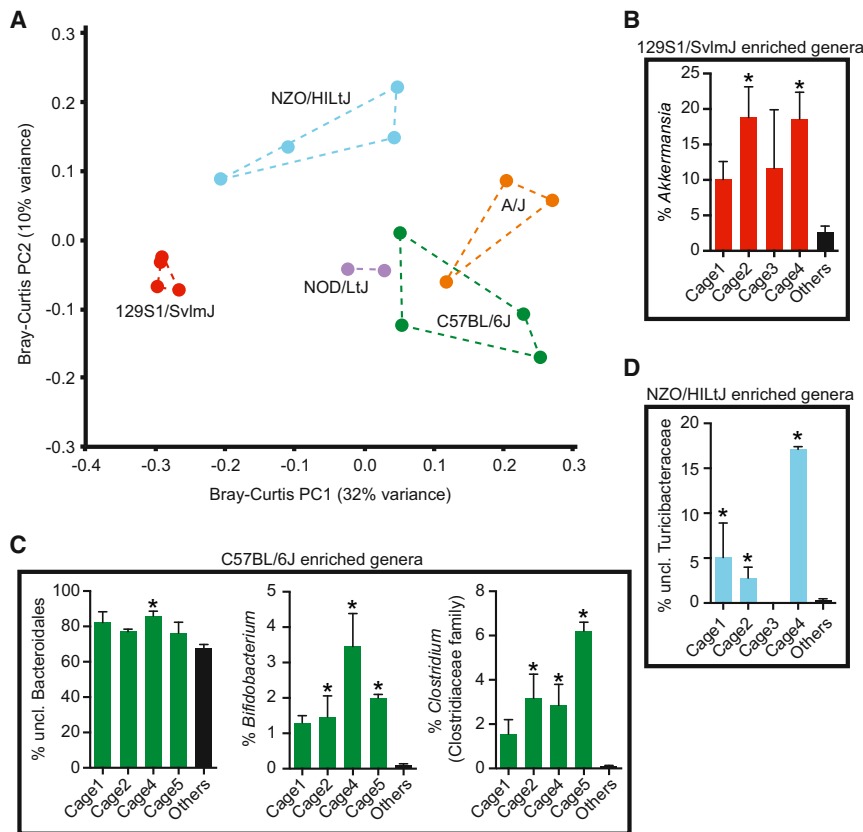 A
Bray-Curtis PC2 (10% variance)
0.3
0.2
0.1
0.0
-0.1
-0.2
-0.3
NZO/HILtJ
A/J
NOD/LtJ
129S1/SvImJ
C57BL/6J
-0.4
-0.3
-0.2
-0.1
0.0
0.1
0.2
0.3
Bray-Curtis PC1 (32% variance)
B
129S1/SvImJ enriched genera
% Akkermansia
25
20
15
10
5
0
*
*
Cage1
Cage2
Cage3
Cage4
Others
D
NZO/HILtJ enriched genera
% uncl. Turicibacteraceae
20
15
10
5
0
*
*
*
Cage1
Cage2
Cage3
Cage4
Others
C
C57BL/6J enriched genera
% uncl. Bacteroidales
100
80
60
40
20
0
*
Cage1
Cage2
Cage4
Cage5
Others
% Bifidobacterium
5
4
3
2
1
0
*
*
*
Cage1
Cage2
Cage4
Cage5
Others
% Clostridium
(Clostridiaceae family)
8
6
4
2
0
*
*
*
Cage1
Cage2
Cage4
Cage5
Others